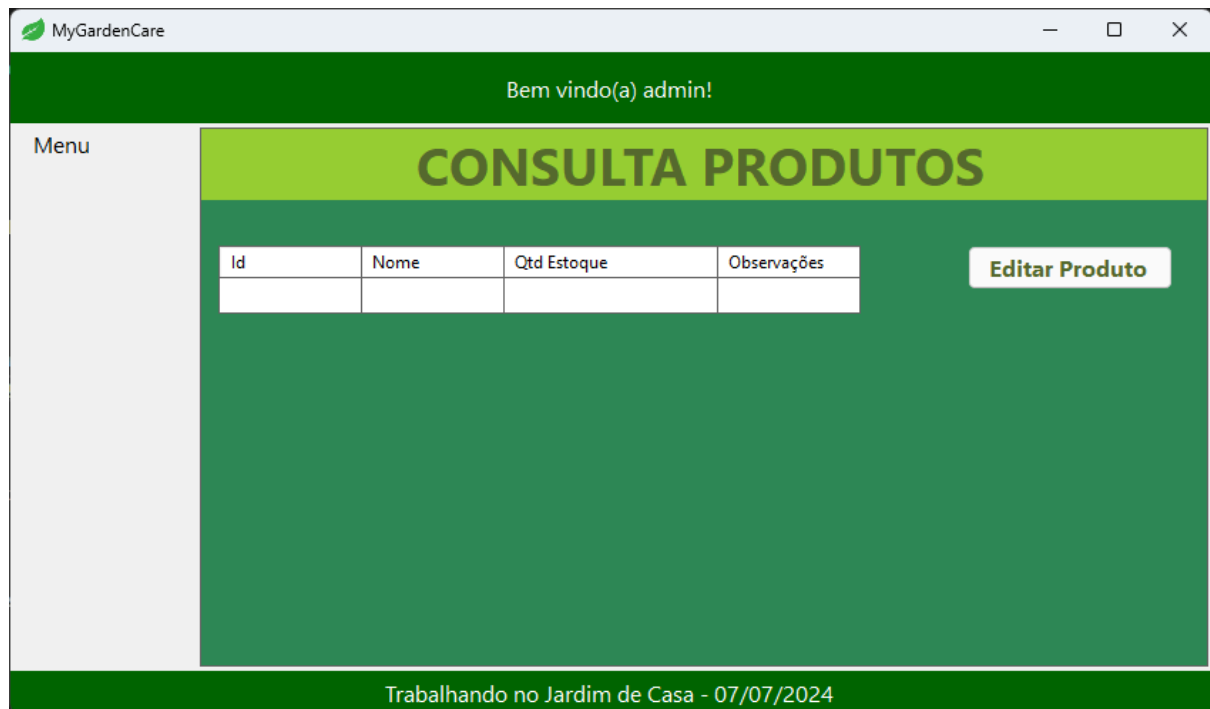 MyGardenCare
Bem vindo(a) admin!
Menu
CONSULTA PRODUTOS
Id Nome Qtd Estoque Observações
Editar Produto
Trabalhando no Jardim de Casa - 07/07/2024